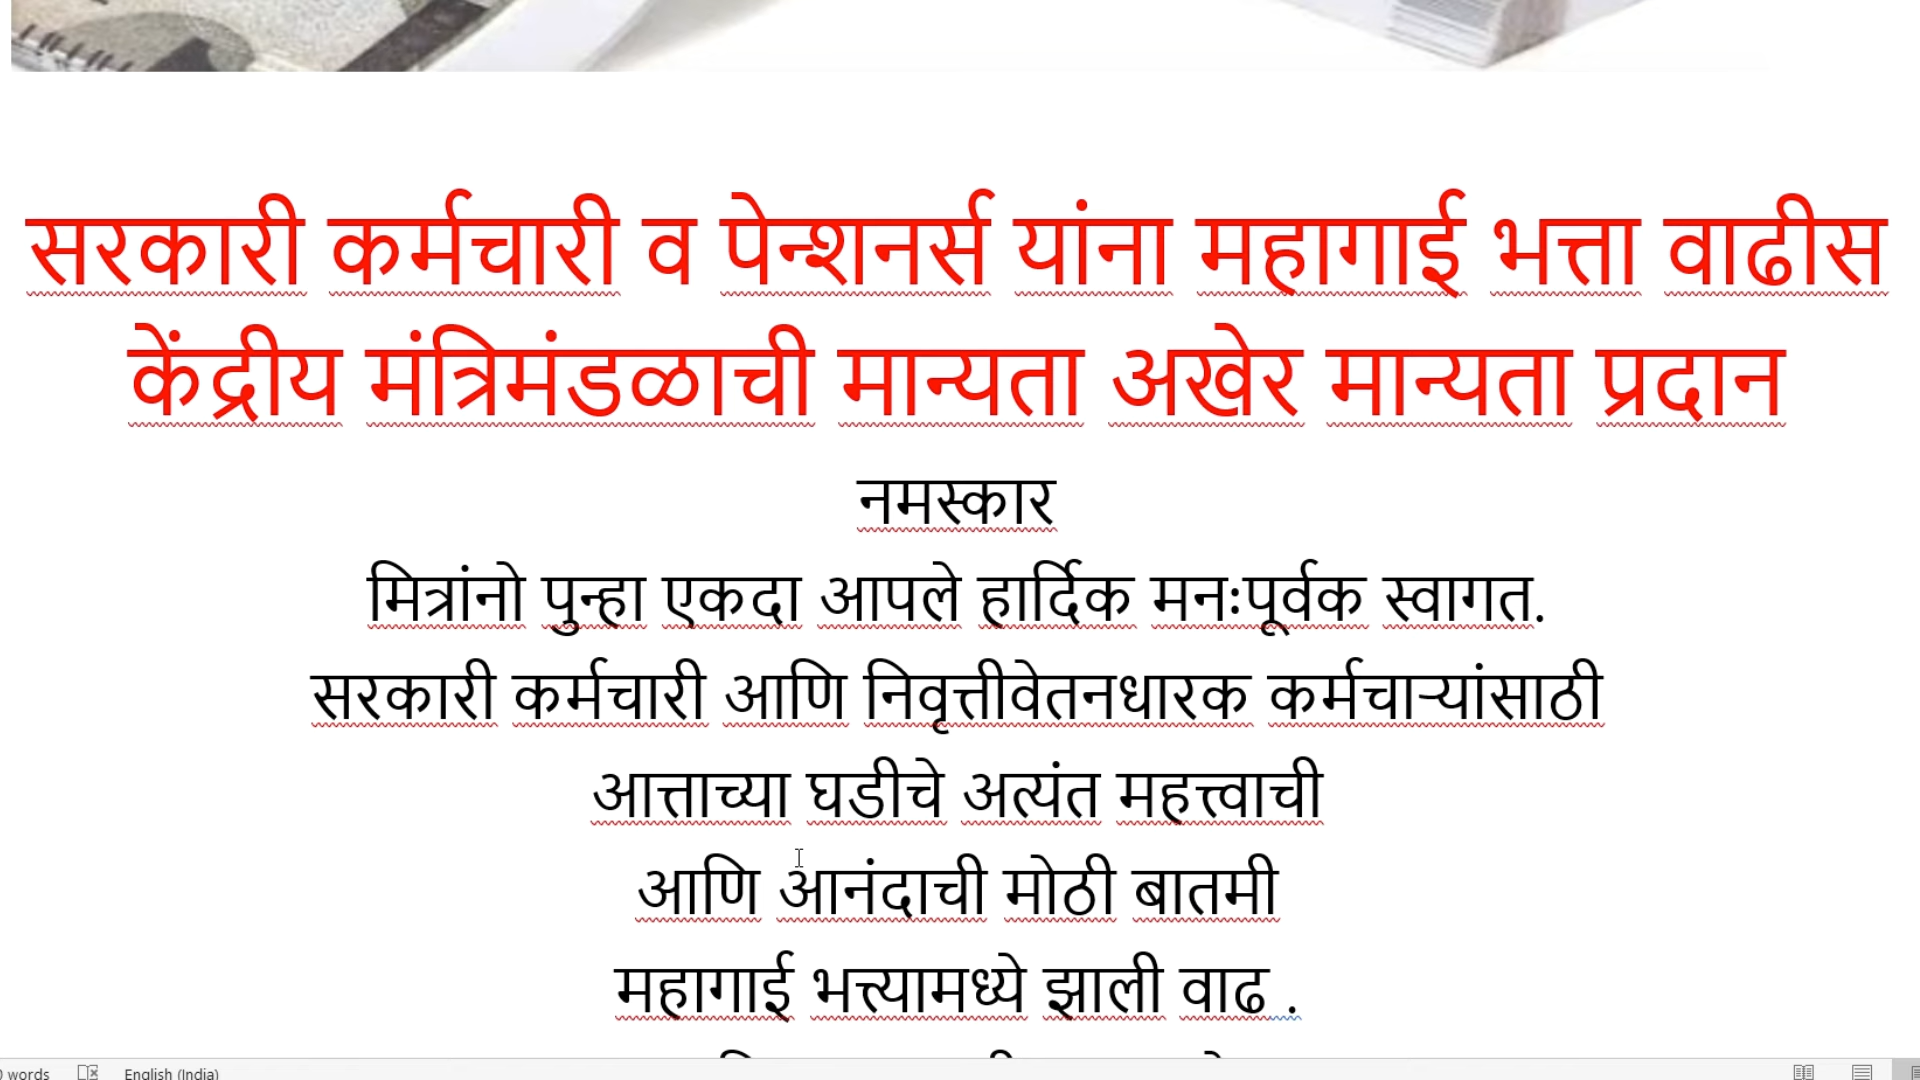 सरकारी कर्मचारी व पेन्शनर्स यांना महागाई भत्ता वाढीस
केंद्रीय मंत्रिमंडळाची मान्यता अखेर मान्यता प्रदान
नमस्कार
मित्रांनो पुन्हा एकदा आपले हार्दिक मनःपूर्वक स्वागत.
सरकारी कर्मचारी आणि निवृत्तीवेतनधारक कर्मचाऱ्यांसाठी
आत्ताच्या घडीचे अत्यंत महत्त्वाची
आणि आनंदाची मोठी बातमी
महागाई भत्त्यामध्ये झाली वाढ .
words English (India)